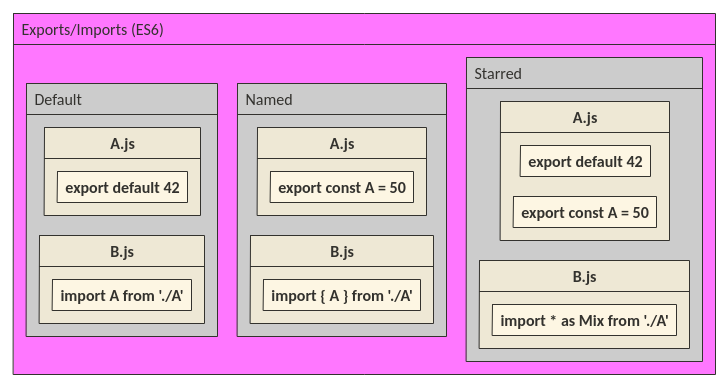 Exports/Imports (ES6)
Default
A.js
export default 42
B.js
import A from './A'
Named
A.js
export const A = 50
B.js
import { A } from './A'
Starred
A.js
export default 42
export const A = 50
B.js
import * as Mix from './A'